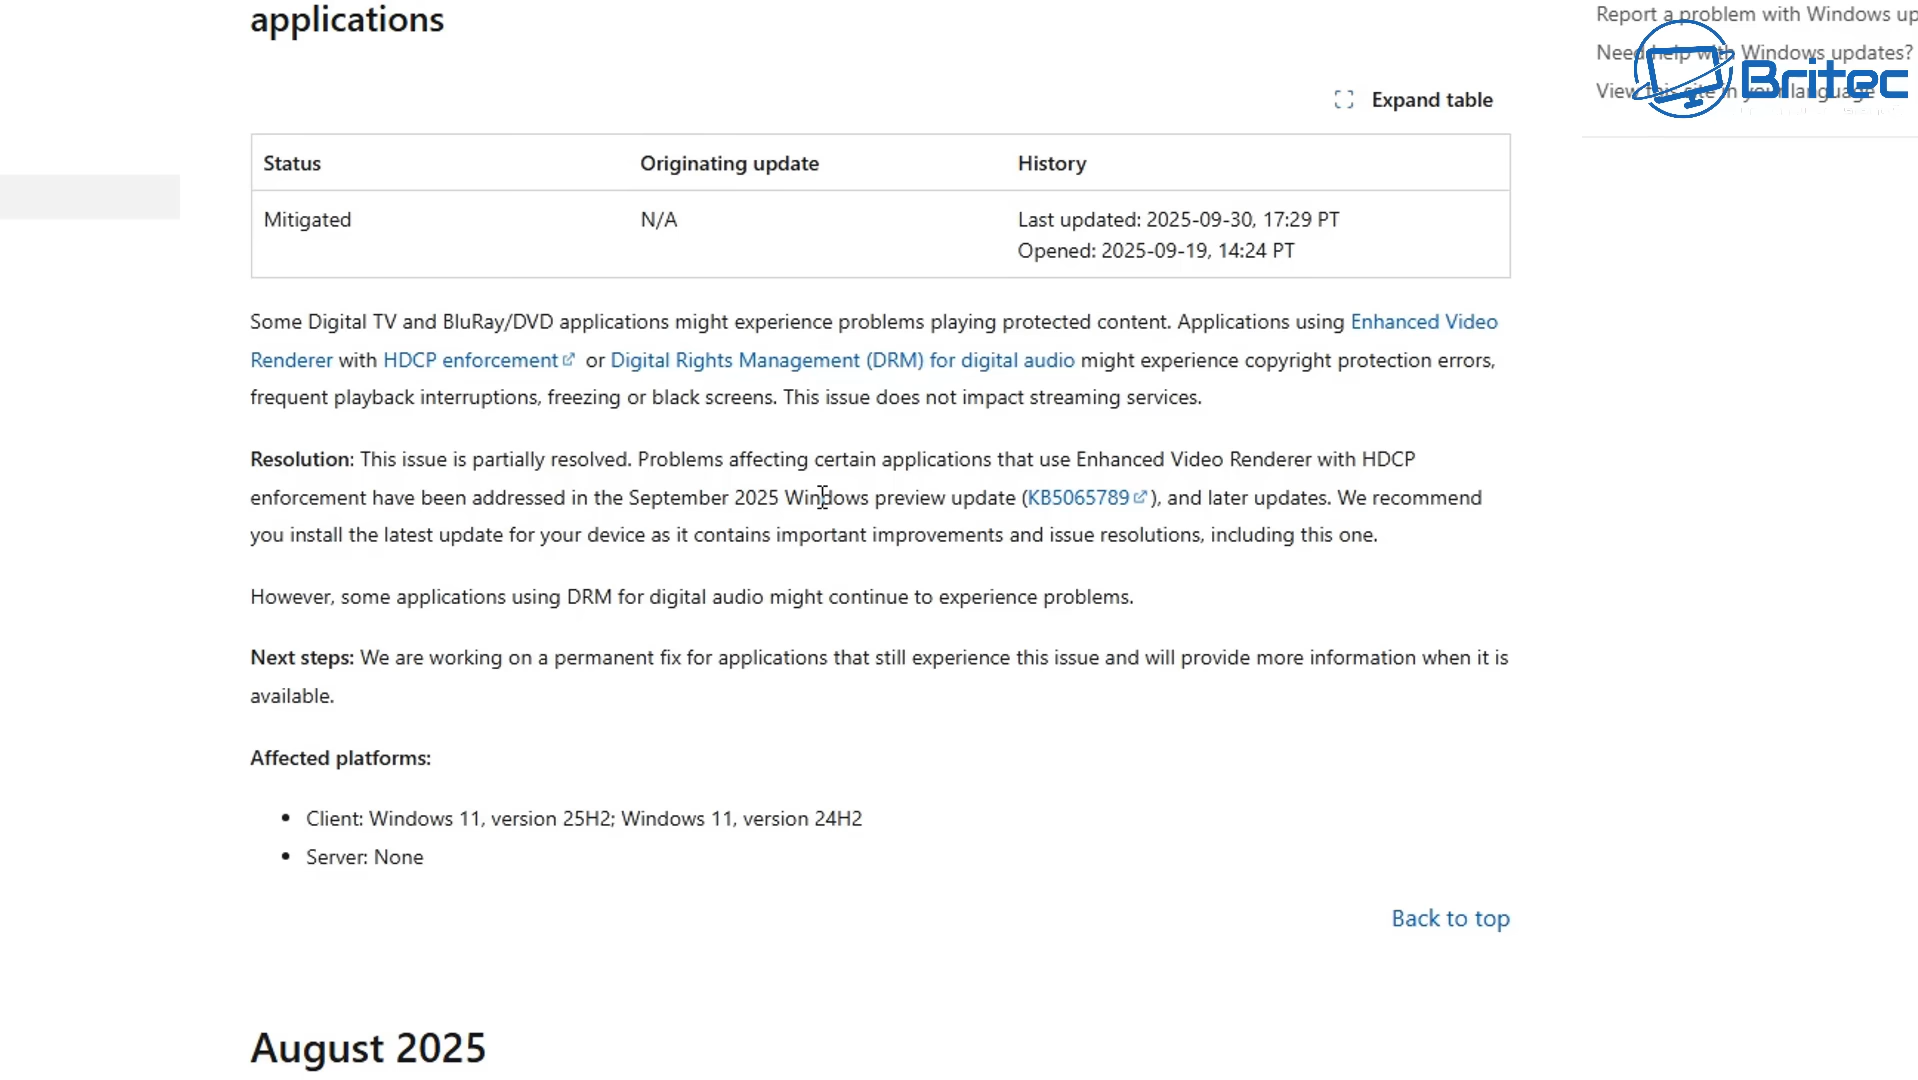 applications
Report a problem with Windows up
Need help with Windows updates?
View this site in your language
Britec
Expand table
Status Originating update History
Mitigated N/A Last updated: 2025-09-30, 17:29 PT
Opened: 2025-09-19, 14:24 PT
Some Digital TV and BluRay/DVD applications might experience problems playing protected content. Applications using Enhanced Video
Renderer with HDCP enforcement or Digital Rights Management (DRM) for digital audio might experience copyright protection errors,
frequent playback interruptions, freezing or black screens. This issue does not impact streaming services.
Resolution: This issue is partially resolved. Problems affecting certain applications that use Enhanced Video Renderer with HDCP
enforcement have been addressed in the September 2025 Windows preview update (KB5065789), and later updates. We recommend
you install the latest update for your device as it contains important improvements and issue resolutions, including this one.
However, some applications using DRM for digital audio might continue to experience problems.
Next steps: We are working on a permanent fix for applications that still experience this issue and will provide more information when it is
available.
Affected platforms:
• Client: Windows 11, version 25H2; Windows 11, version 24H2
• Server: None
Back to top
August 2025